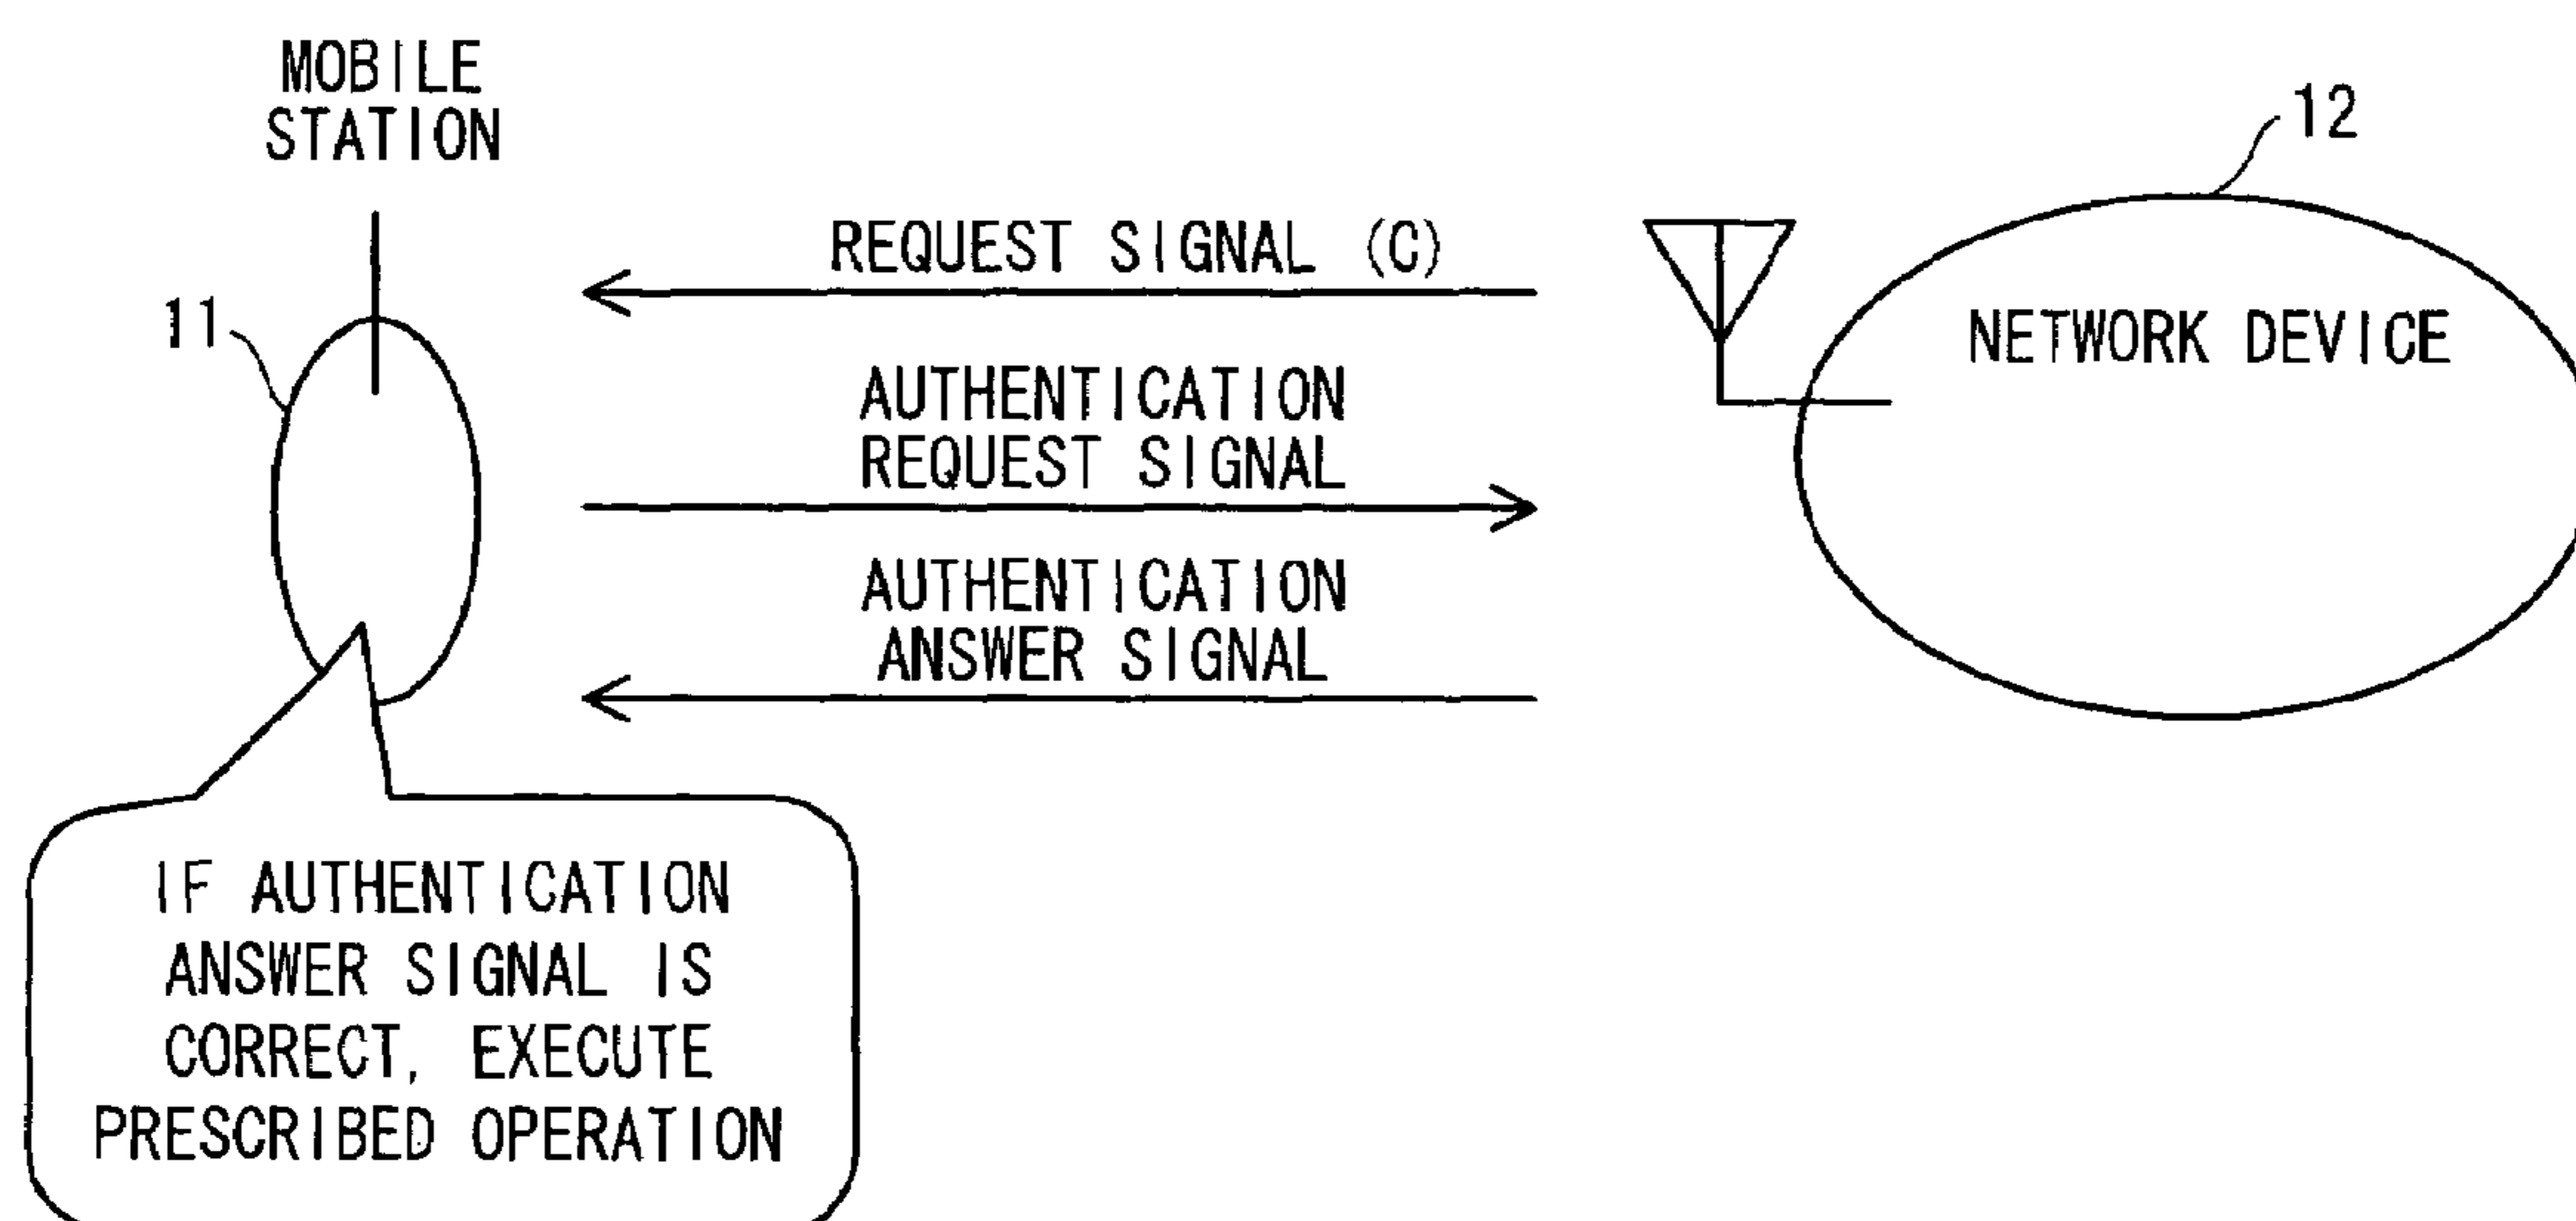 MOBILE
STATION
12
REQUEST SIGNAL (C)
11
NETWORK DEVICE
AUTHENTICATION
REQUEST SIGNAL
AUTHENTICATION
ANSWER SIGNAL
IF AUTHENTICATION
ANSWER SIGNAL IS
CORRECT, EXECUTE
PRESCRIBED OPERATION